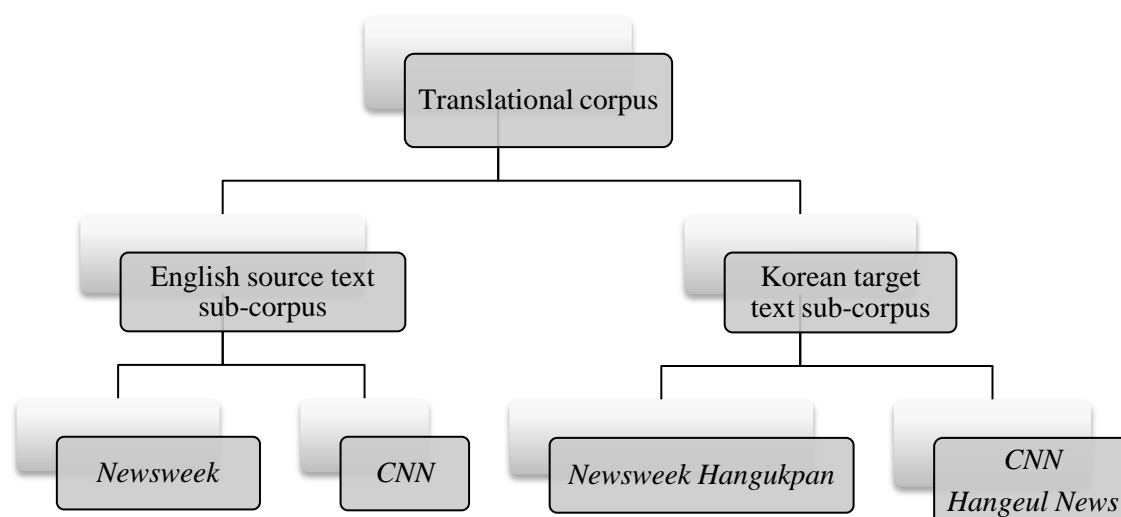 Translational corpus
English source text
sub-corpus
Korean target
text sub-corpus
Newsweek
CNN
Newsweek Hangukpan
CNN
Hangeul News